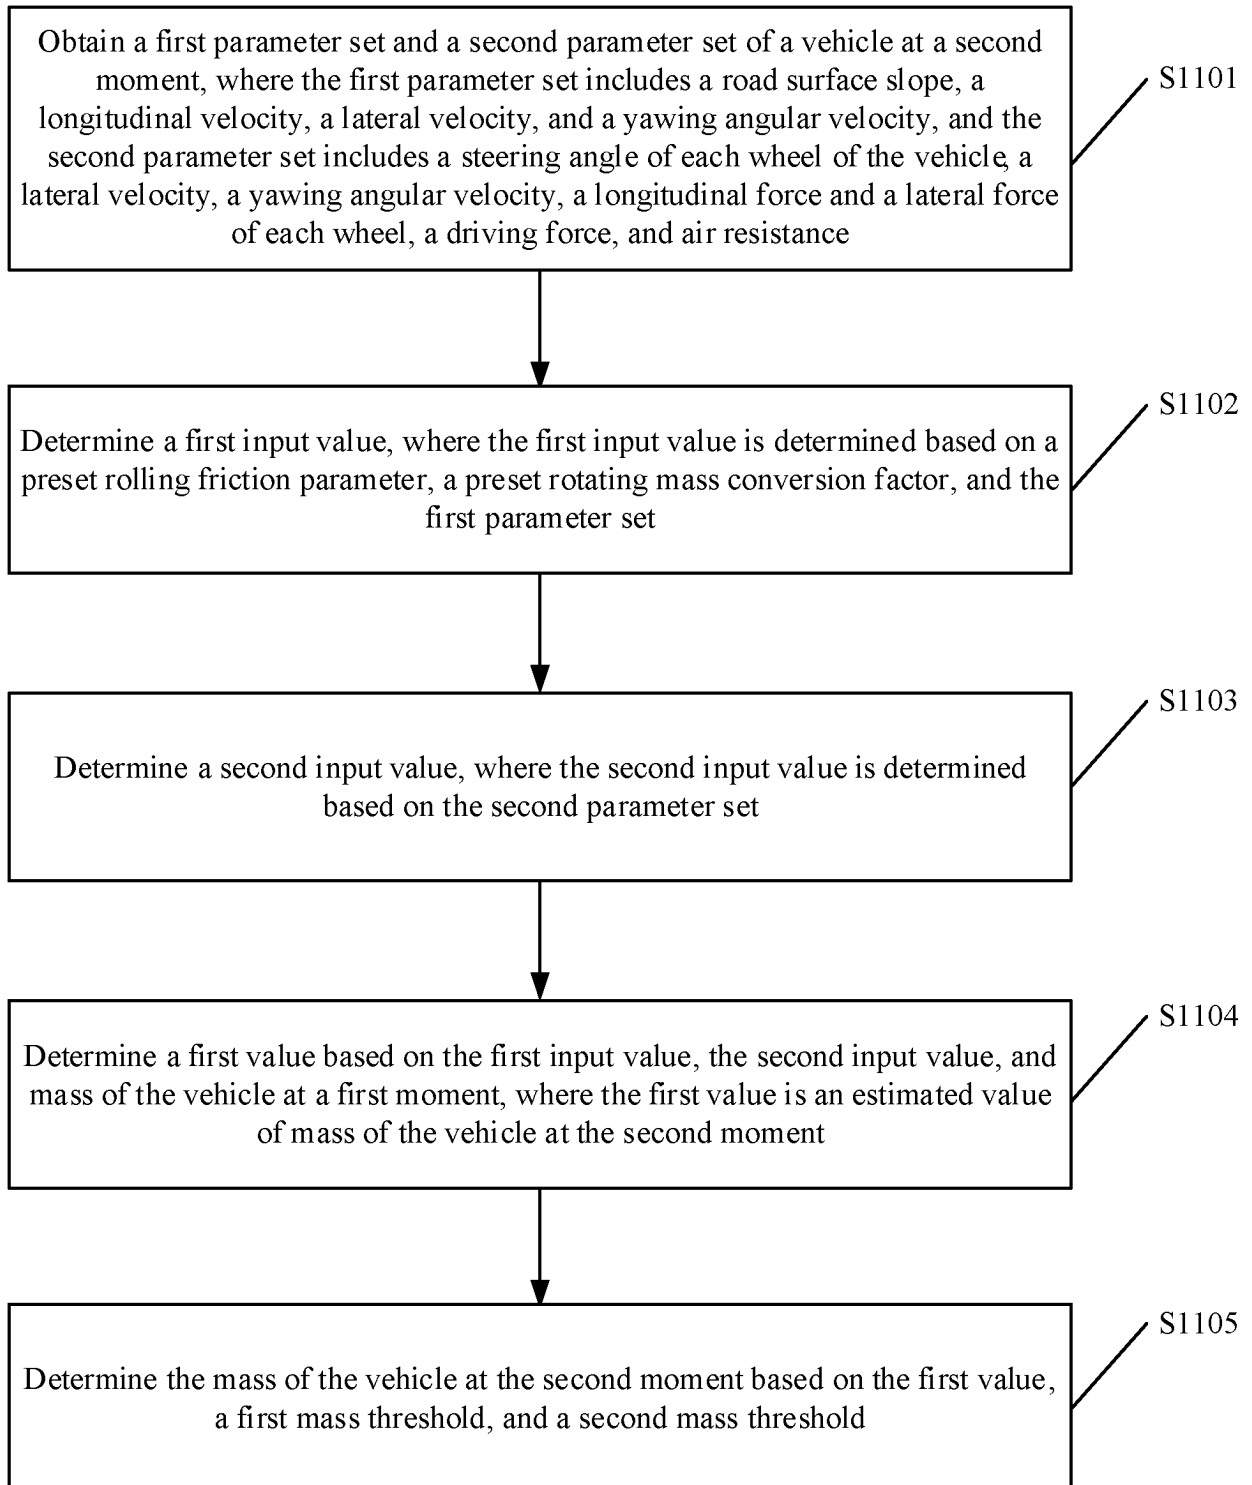 Obtain a first parameter set and a second parameter set of a vehicle at a second
moment, where the first parameter set includes a road surface slope, a
longitudinal velocity, a lateral velocity, and a yawing angular velocity, and the
second parameter set includes a steering angle of each wheel of the vehicle, a
lateral velocity, a yawing angular velocity, a longitudinal force and a lateral force
of each wheel, a driving force, and air resistance
S1101
Determine a first input value, where the first input value is determined based on a
preset rolling friction parameter, a preset rotating mass conversion factor, and the
first parameter set
S1102
Determine a second input value, where the second input value is determined
based on the second parameter set
S1103
Determine a first value based on the first input value, the second input value, and
mass of the vehicle at a first moment, where the first value is an estimated value
of mass of the vehicle at the second moment
S1104
Determine the mass of the vehicle at the second moment based on the first value,
a first mass threshold, and a second mass threshold
S1105